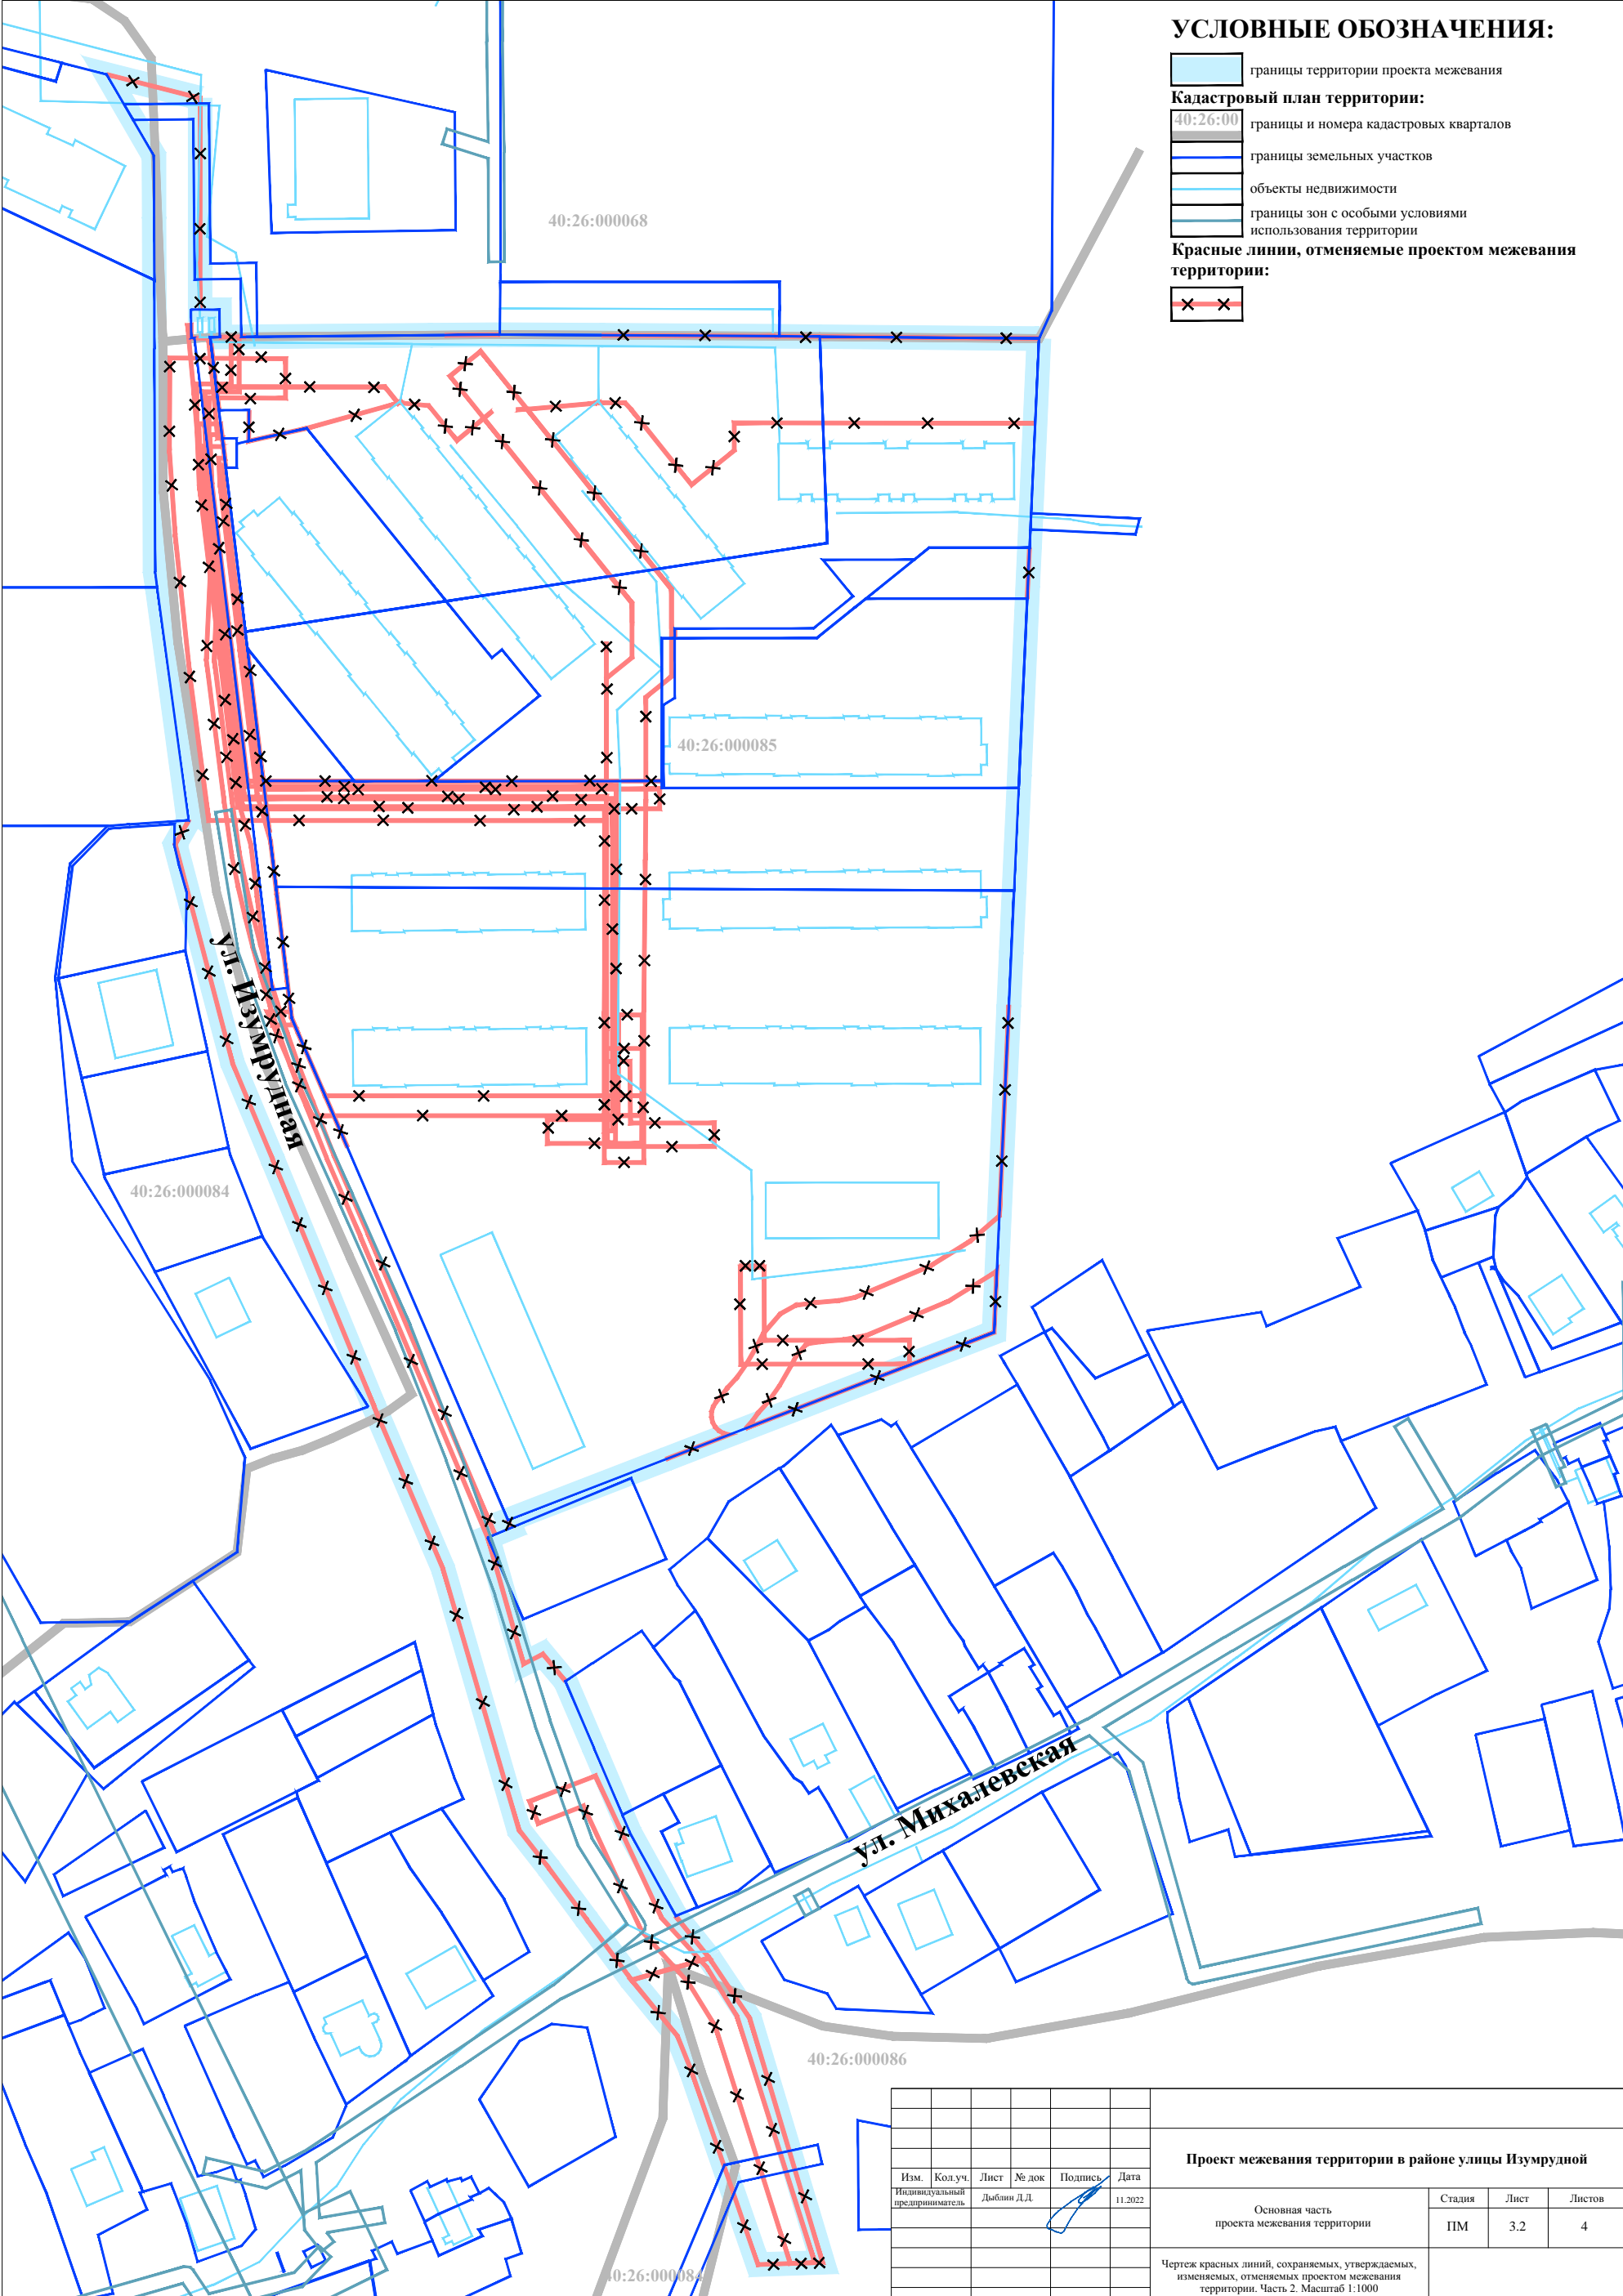 УСЛОВНЫЕ ОБОЗНАЧЕНИЯ:
границы территории проекта межевания
Кадастровый план территории:
40:26:00
границы и номера кадастровых кварталов
границы земельных участков
объекты недвижимости
границы зон с особыми условиями
использования территории
Красные линии, отменяемые проектом межевания
территории:
40:26:000068
40:26:000085
ул. Изумрудная
40:26:000084
ул. Михалевская
40:26:000086
40:26:000084
Проект межевания территории в районе улицы Изумрудной
Изм. Кол.уч. Лист № док Подпись Дата
Индивидуальный
предприниматель
Дыблин Д.Д.
11.2022
Основная часть
проекта межевания территории
Стадия Лист Листов
ПМ 3.2 4
Чертеж красных линий, сохраняемых, утверждаемых,
изменяемых, отменяемых проектом межевания
территории. Часть 2. Масштаб 1:1000